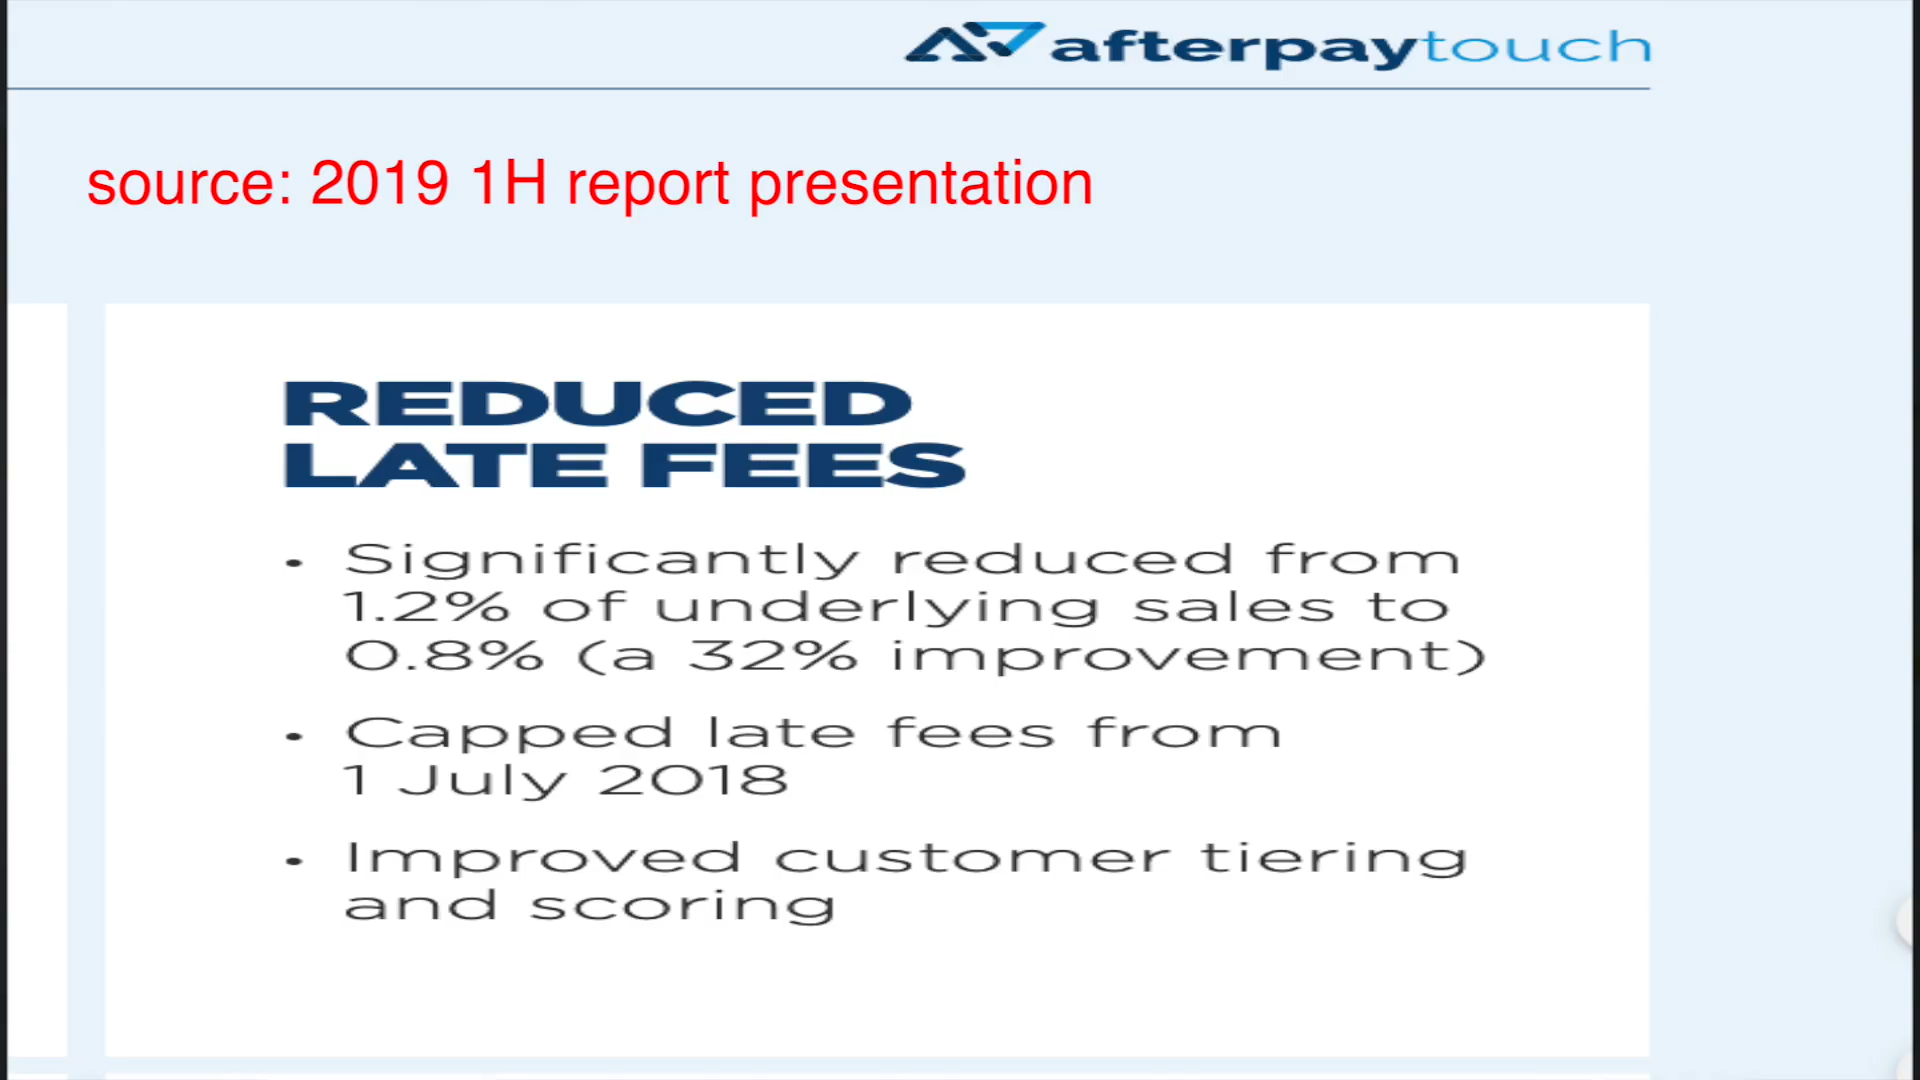 afterpaytouch
source: 2019 1H report presentation
REDUCED
LATE FEES
• Significantly reduced from
1.2% of underlying sales to
0.8% (a 32% improvement)
• Capped late fees from
1 July 2018
• Improved customer tiering
and scoring